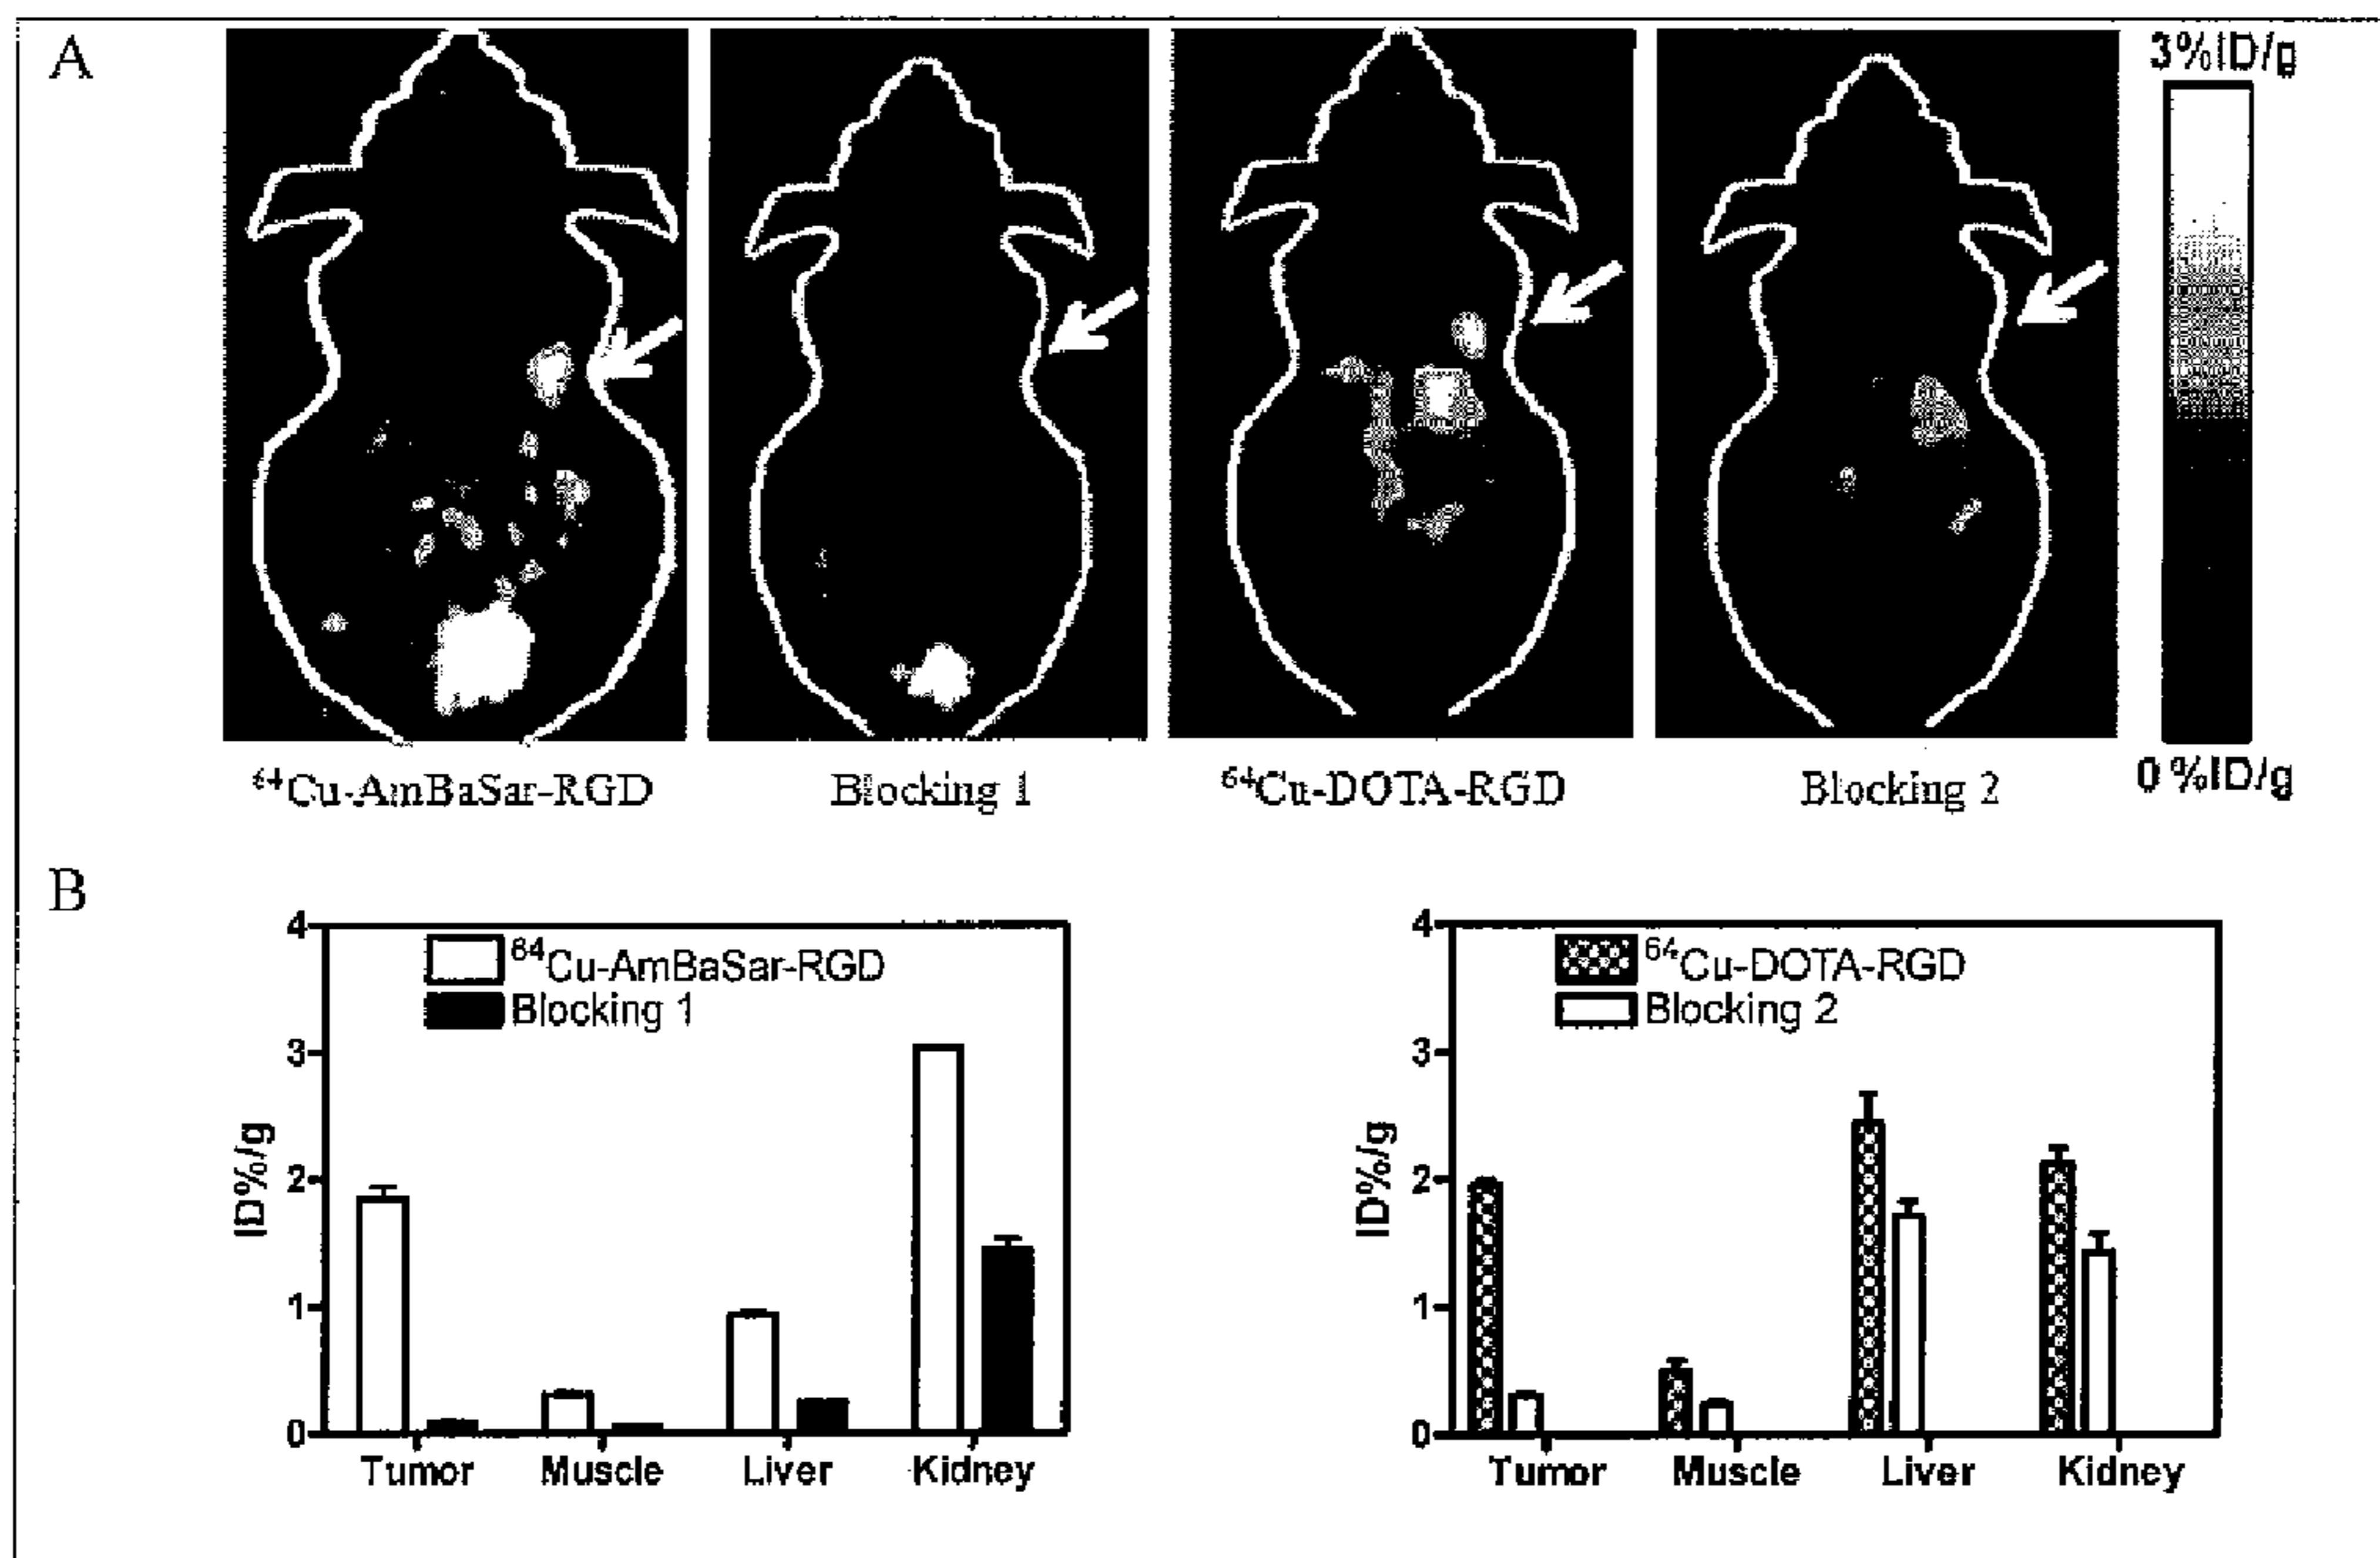 A
3%ID/g
64Cu-AmBaSar-RGD
Blocking 1
64Cu-DOTA-RGD
Blocking 2
0 %ID/g
B
4
3
2
1
0
ID%/g
64Cu-AmBaSar-RGD
Blocking 1
Tumor
Muscle
Liver
Kidney
4
3
2
1
0
ID%/g
64Cu-DOTA-RGD
Blocking 2
Tumor
Muscle
Liver
Kidney